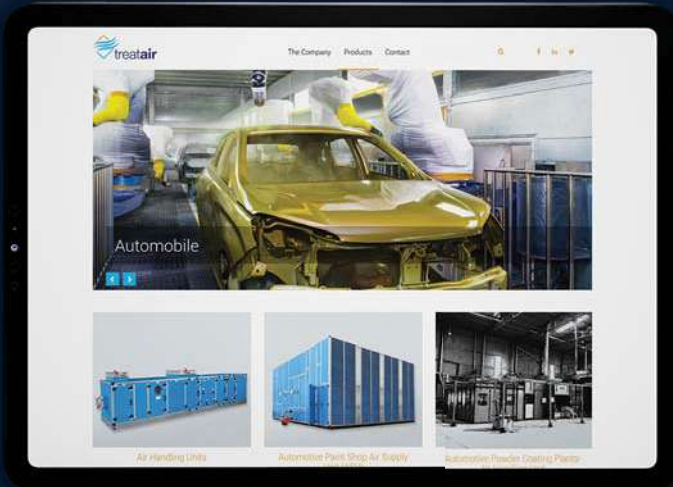 treatair
The Company Products Contact
Automobile
Air Handling Units
Automotive Paint Shop Air Supply
Automotive Powder Coating Plants